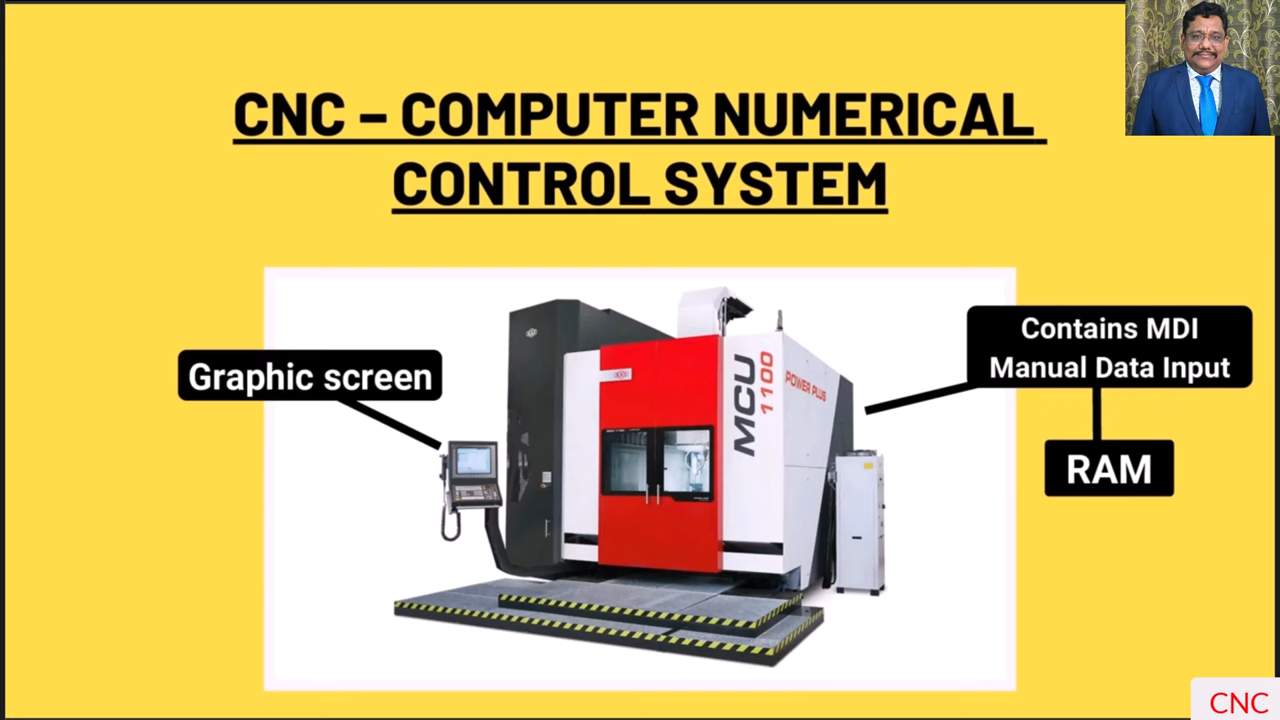 CNC – COMPUTER NUMERICAL
CONTROL SYSTEM
Graphic screen
Contains MDI
Manual Data Input
RAM
MCU
1100
POWER PLUS
CNC